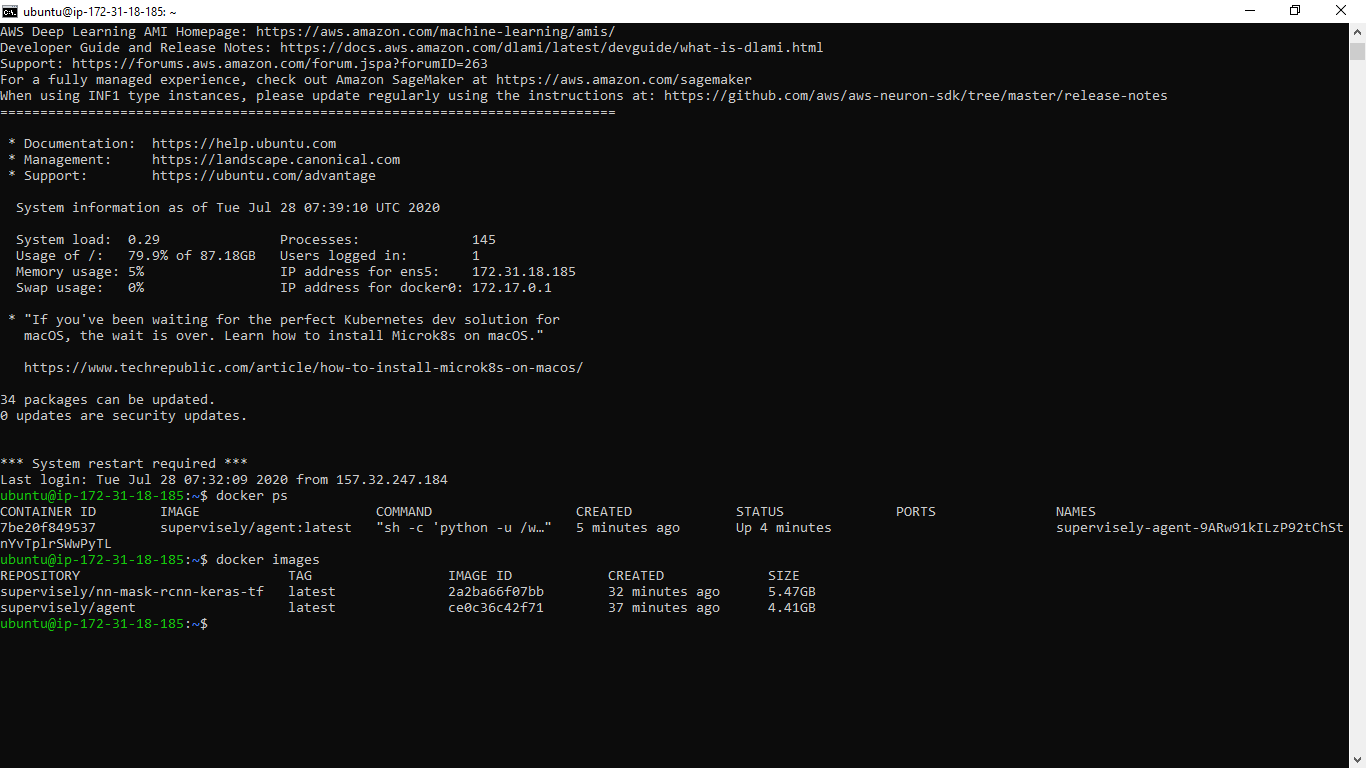 ubuntu@ip-172-31-18-185: ~
AWS Deep Learning AMI Homepage: https://aws.amazon.com/machine-learning/amis/
Developer Guide and Release Notes: https://docs.aws.amazon.com/dlami/latest/devguide/what-is-dlami.html
Support: https://forums.aws.amazon.com/forum.jspa?forumID=263
For a fully managed experience, check out Amazon SageMaker at https://aws.amazon.com/sagemaker
When using INF1 type instances, please update regularly using the instructions at: https://github.com/aws/aws-neuron-sdk/tree/master/release-notes
=============================================================================
* Documentation:  https://help.ubuntu.com
* Management:     https://landscape.canonical.com
* Support:        https://ubuntu.com/advantage
System information as of Tue Jul 28 07:39:10 UTC 2020
System load:  0.29               Processes:              145
Usage of /:   79.9% of 87.18GB   Users logged in:        1
Memory usage: 5%                 IP address for ens5:    172.31.18.185
Swap usage:   0%                 IP address for docker0: 172.17.0.1
* "If you've been waiting for the perfect Kubernetes dev solution for
macOS, the wait is over. Learn how to install Microk8s on macOS."
https://www.techrepublic.com/article/how-to-install-microk8s-on-macos/
34 packages can be updated.
0 updates are security updates.
*** System restart required ***
Last login: Tue Jul 28 07:32:09 2020 from 157.32.247.184
ubuntu@ip-172-31-18-185:~$ docker ps
CONTAINER ID        IMAGE                      COMMAND                  CREATED             STATUS              PORTS               NAMES
7be20f849537        supervisely/agent:latest   "sh -c 'python -u /w…"   5 minutes ago       Up 4 minutes                            supervisely-agent-9ARw91kILzP92tChSt
nYvTplrSWwPyTL
ubuntu@ip-172-31-18-185:~$ docker images
REPOSITORY                          TAG                 IMAGE ID            CREATED             SIZE
supervisely/nn-mask-rcnn-keras-tf   latest              2a2ba66f07bb        32 minutes ago      5.47GB
supervisely/agent                   latest              ce0c36c42f71        37 minutes ago      4.41GB
ubuntu@ip-172-31-18-185:~$